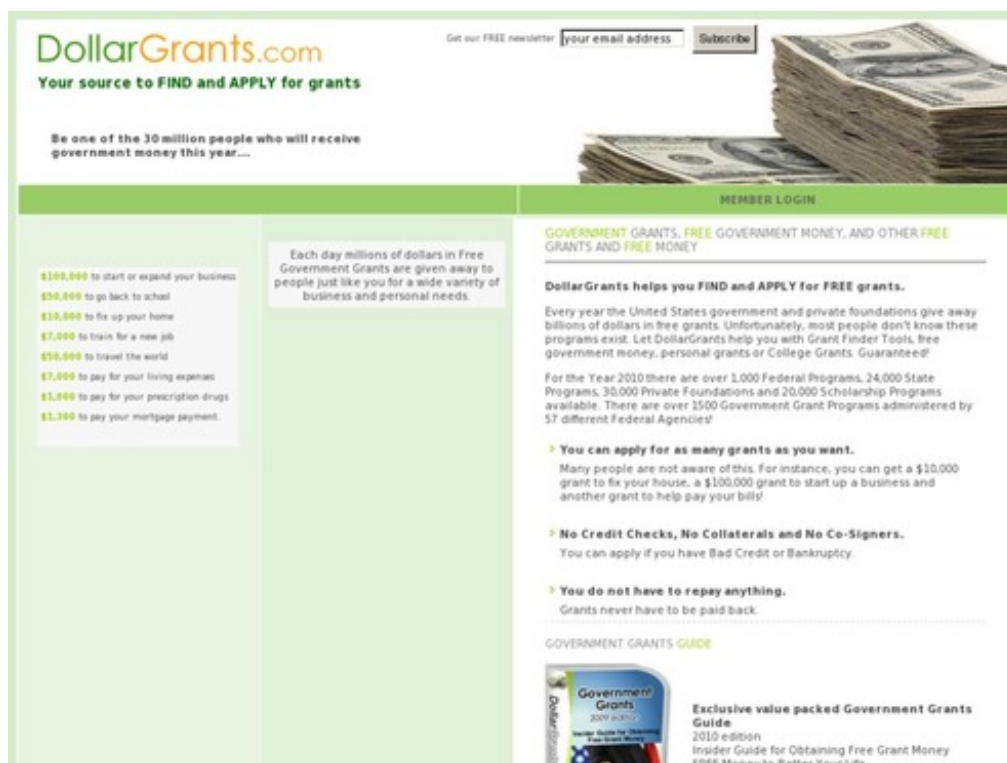 DollarGrants.com
Get our FREE newsletter your email address Subscribe
Your source to FIND and APPLY for grants
Be one of the 30 million people who will receive
government money this year....
MEMBER LOGIN
$100,000 to start or expand your business
$50,000 to go back to school
$10,000 to fix up your home
$7,000 to train for a new job
$50,000 to travel the world
$7,000 to pay for your living expenses
$1,800 to pay for your prescription drugs
$1,300 to pay your mortgage payment.
Each day millions of dollars in Free
Government Grants are given away to
people just like you for a wide variety of
business and personal needs.
GOVERNMENT GRANTS, FREE GOVERNMENT MONEY, AND OTHER FREE
GRANTS AND FREE MONEY
DollarGrants helps you FIND and APPLY for FREE grants.
Every year the United States government and private foundations give away
billions of dollars in free grants. Unfortunately, most people don't know these
programs exist. Let DollarGrants help you with Grant Finder Tools, free
government money, personal grants or College Grants. Guaranteed!
For the Year 2010 there are over 1,000 Federal Programs, 24,000 State
Programs, 30,000 Private Foundations and 20,000 Scholarship Programs
available. There are over 1500 Government Grant Programs administered by
57 different Federal Agencies!
You can apply for as many grants as you want.
Many people are not aware of this. For instance, you can get a $10,000
grant to fix your house, a $100,000 grant to start up a business and
another grant to help pay your bills!
No Credit Checks, No Collaterals and No Co-Signers.
You can apply if you have Bad Credit or Bankruptcy.
You do not have to repay anything.
Grants never have to be paid back.
GOVERNMENT GRANTS GUIDE
Government
Grants
2009 edition
Insider Guide for Obtaining
Free Grant Money
Exclusive value packed Government Grants
Guide
2010 edition
Insider Guide for Obtaining Free Grant Money
FREE Money to Better Your Life